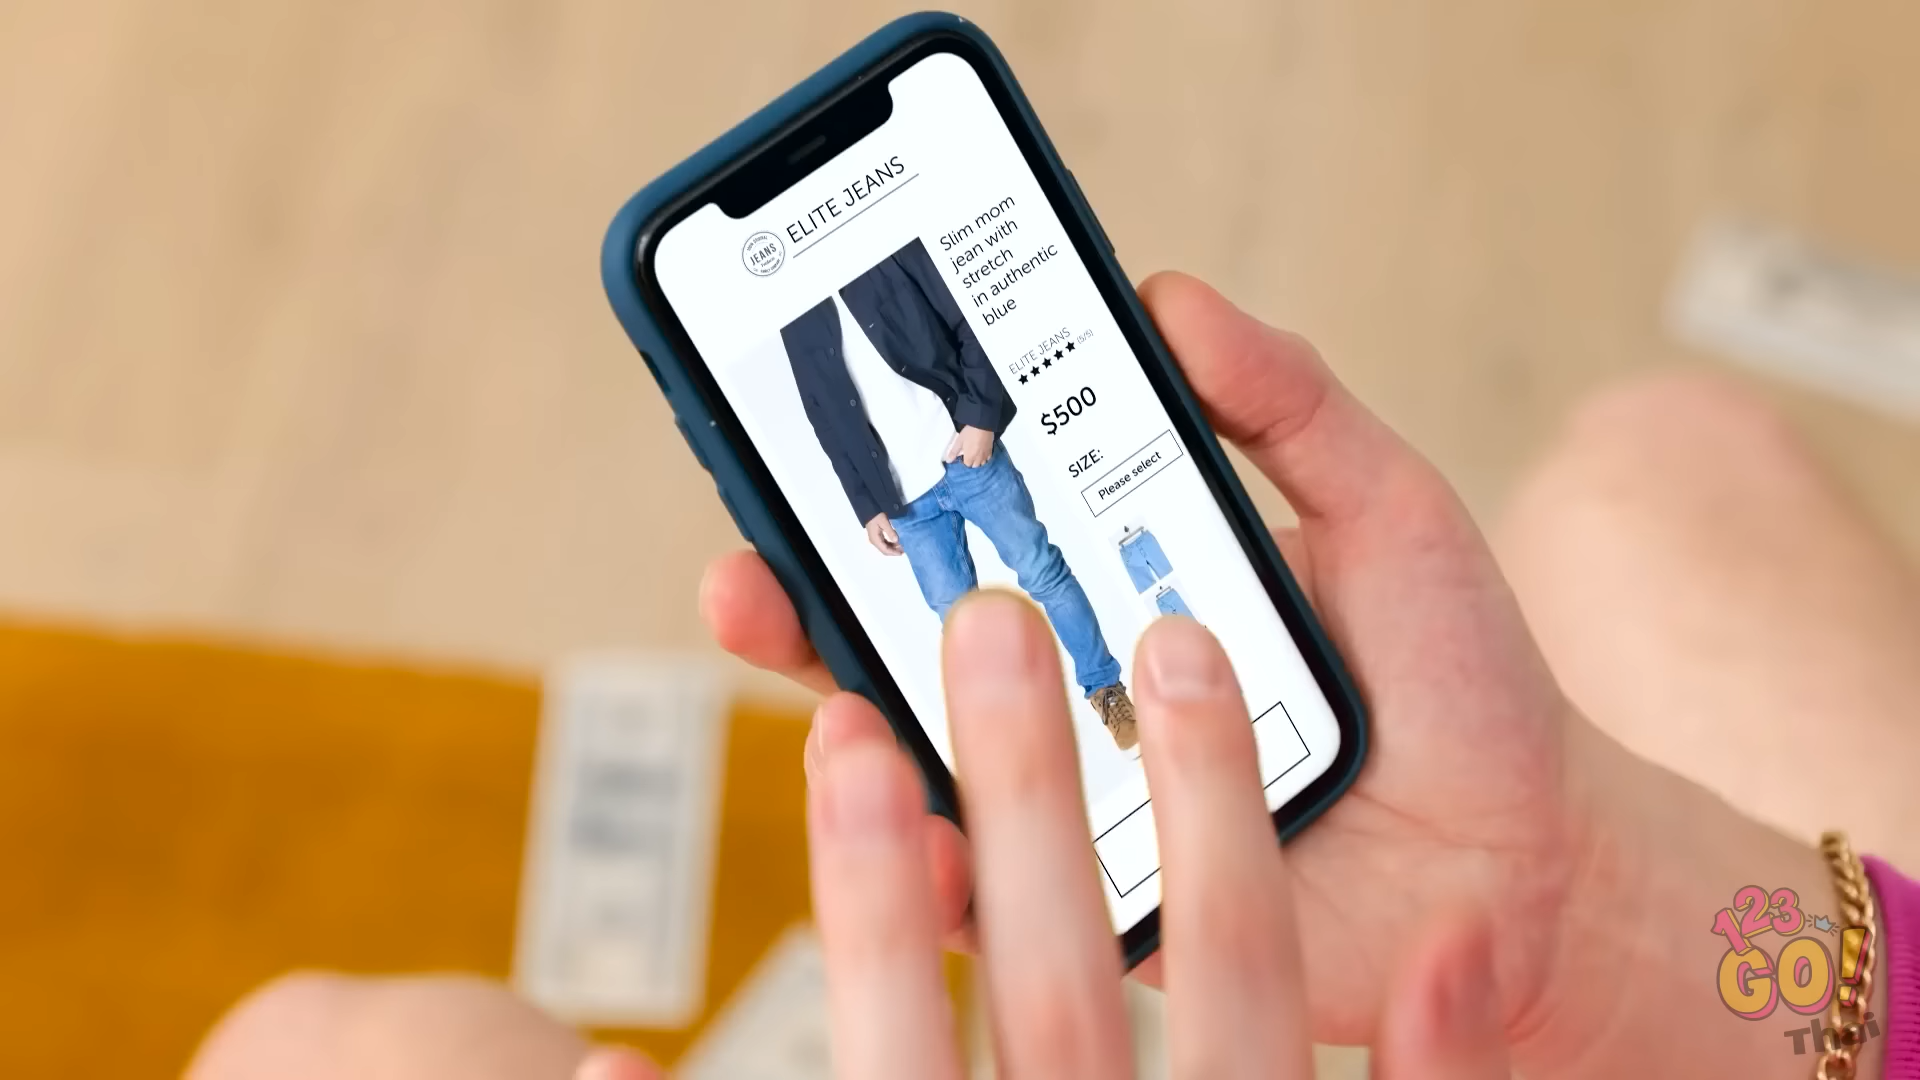 ELITE JEANS
JEANS
Slim mom
jean with
stretch
in authentic
blue
ELITE JEANS
(5/5)
$500
SIZE:
Please select
123
GO!
Thai